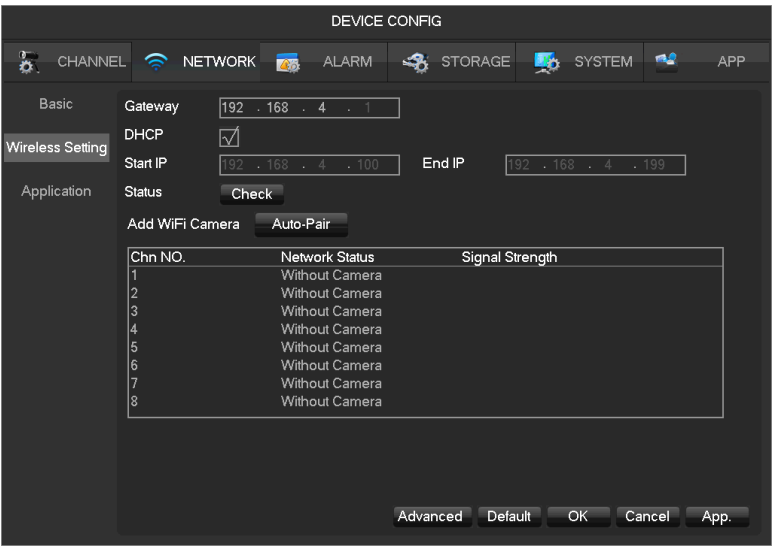 DEVICE CONFIG
CHANNEL NETWORK ALARM STORAGE SYSTEM APP
Basic
Wireless Setting
Application
Gateway 192 . 168 . 4 . 1
DHCP
Start IP 192 . 168 . 4 . 100 End IP 192 . 168 . 4 . 199
Status Check
Add WiFi Camera Auto-Pair
Chn NO. Network Status Signal Strength
1 Without Camera
2 Without Camera
3 Without Camera
4 Without Camera
5 Without Camera
6 Without Camera
7 Without Camera
8 Without Camera
Advanced Default OK Cancel App.